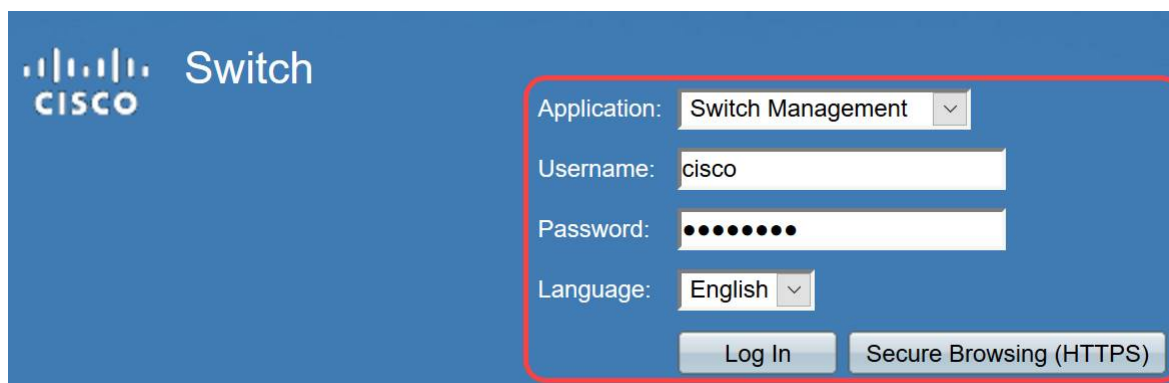 CISCO
Switch
Application: Switch Management
Username: cisco
Password: ●●●●●●●●
Language: English
Log In Secure Browsing (HTTPS)